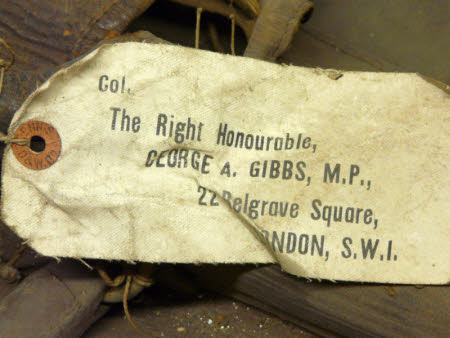 Col.
The Right Honourable,
GEORGE A. GIBBS, M.P.,
22 Belgrave Square,
LONDON, S.W.1.